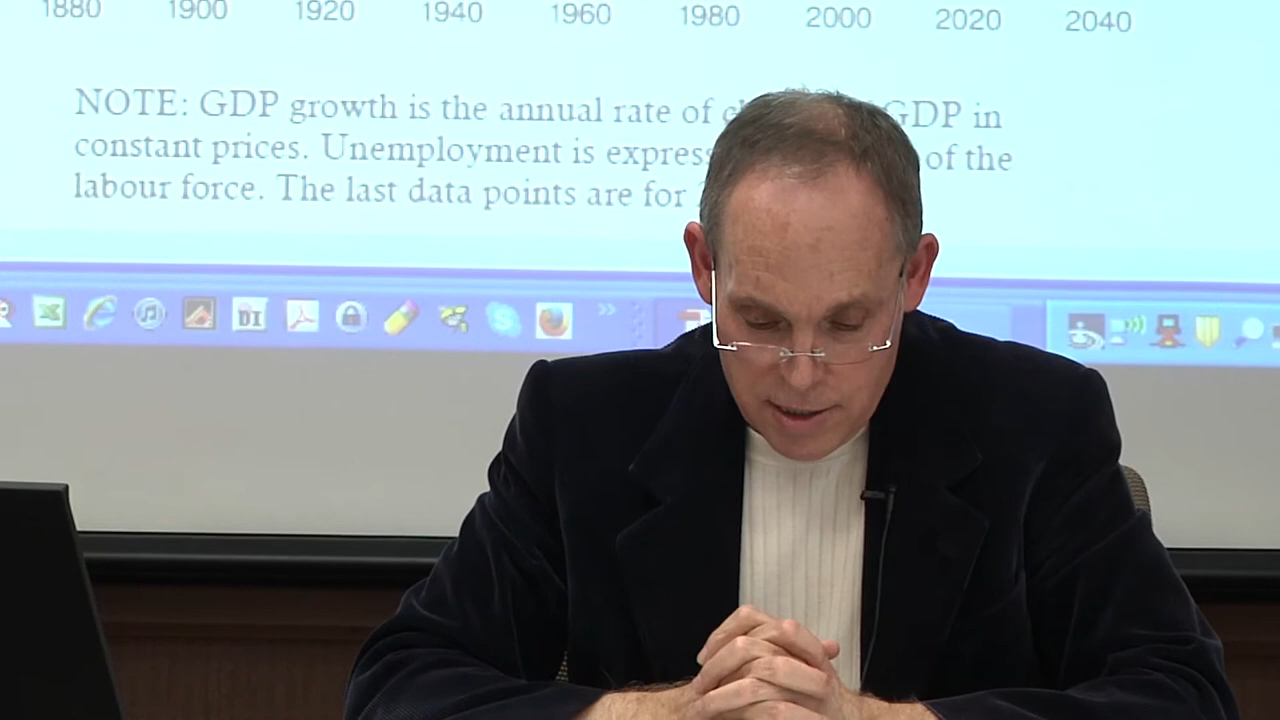 1880 1900 1920 1940 1960 1980 2000 2020 2040
NOTE: GDP growth is the annual rate of GDP in
constant prices. Unemployment is express of the
labour force. The last data points are for
DI